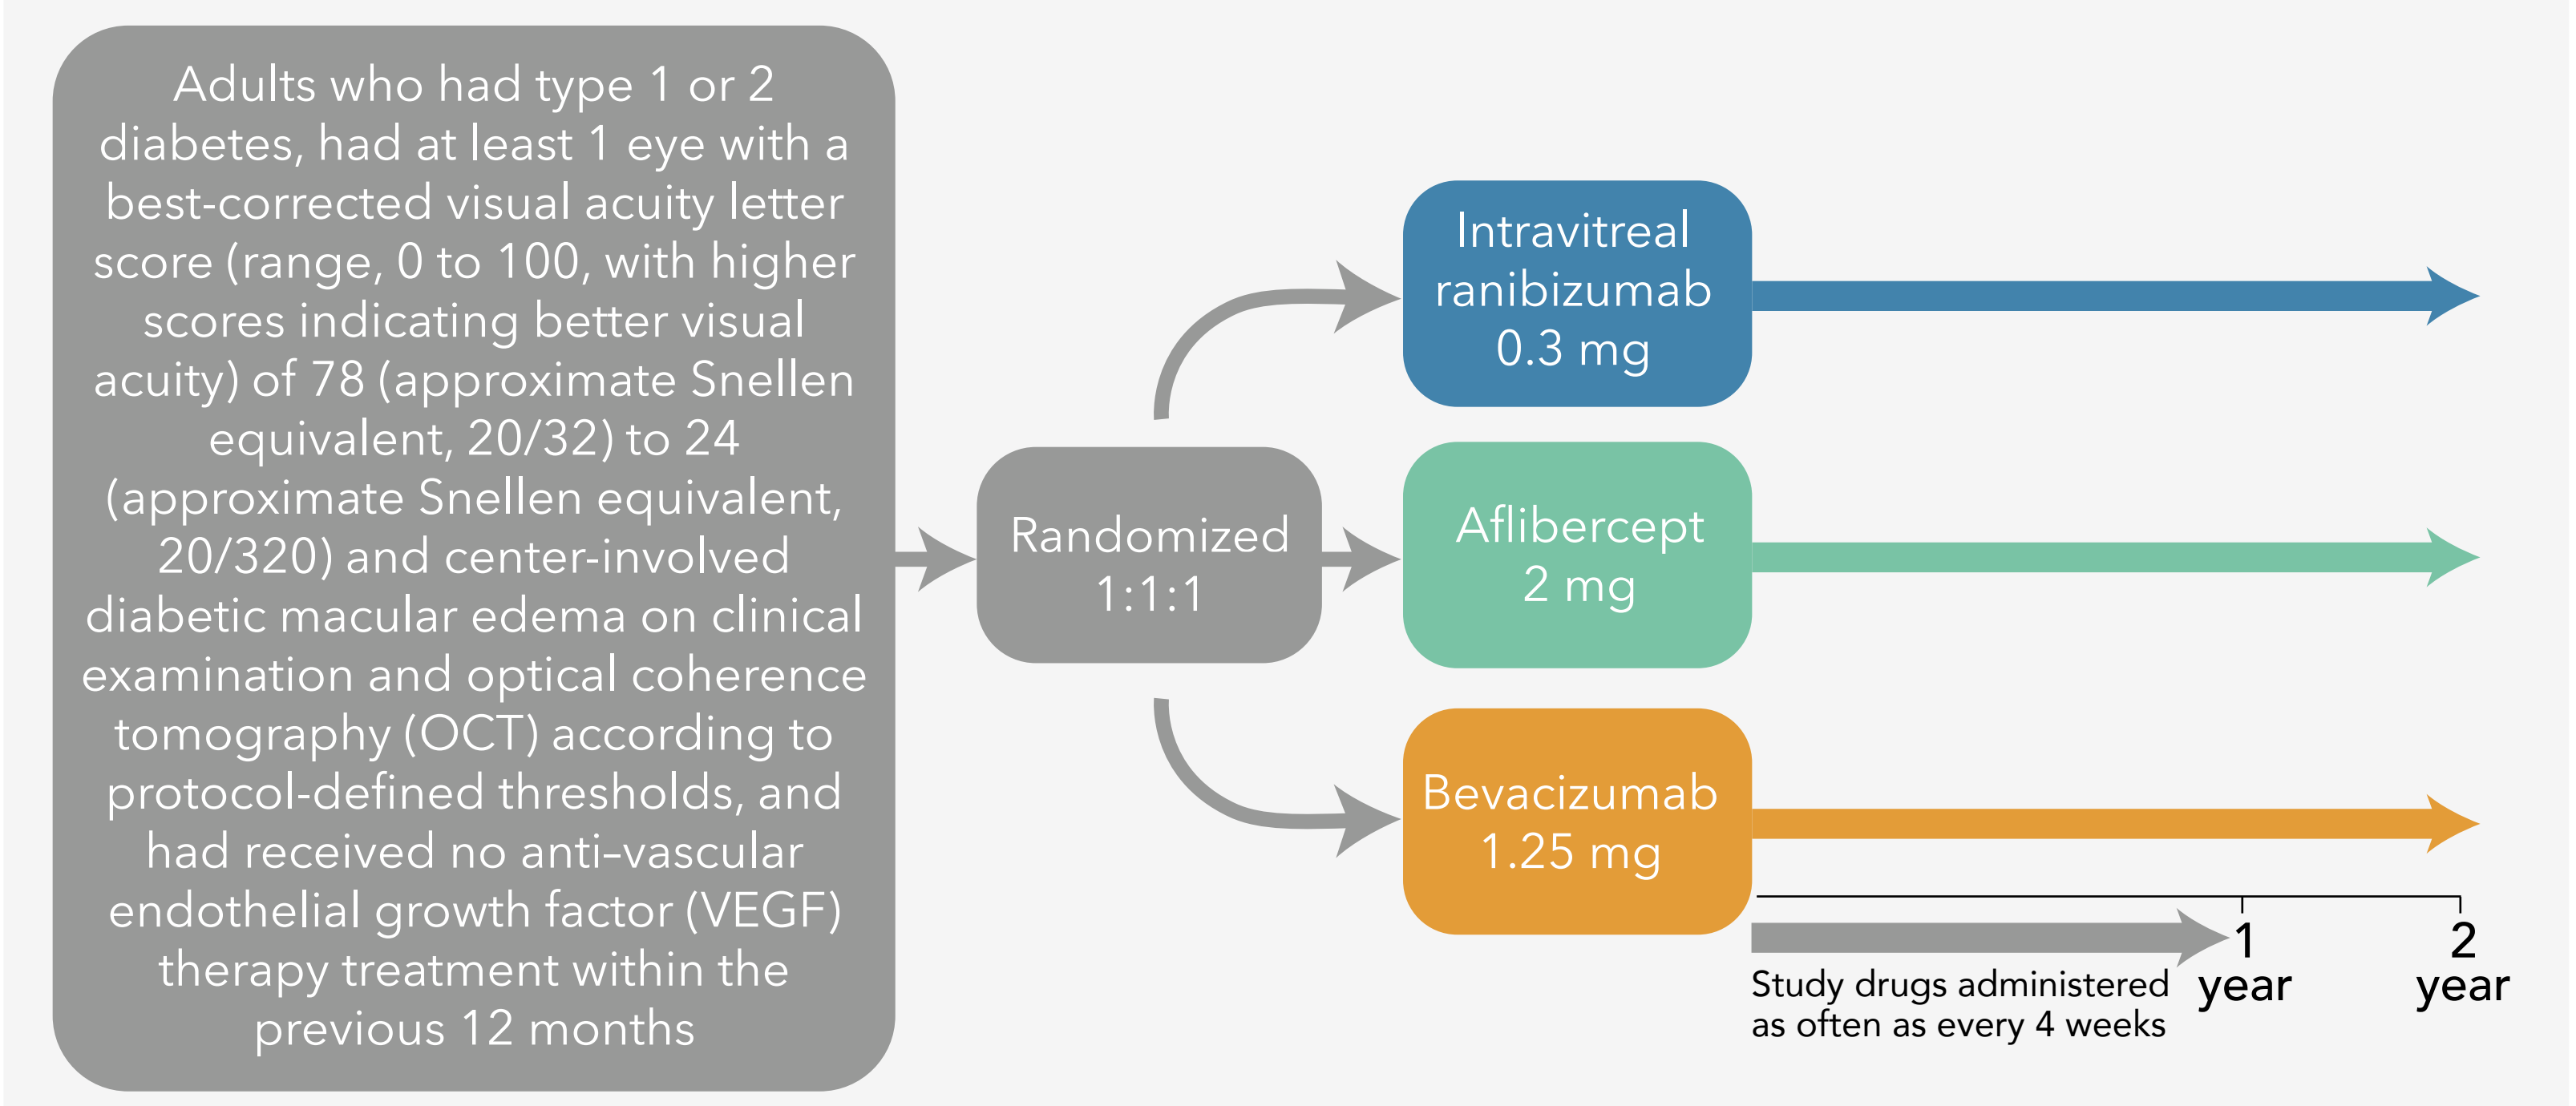 Adults who had type 1 or 2
diabetes, had at least 1 eye with a
best-corrected visual acuity letter
score (range, 0 to 100, with higher
scores indicating better visual
acuity) of 78 (approximate Snellen
equivalent, 20/32) to 24
(approximate Snellen equivalent,
20/320) and center-involved
diabetic macular edema on clinical
examination and optical coherence
tomography (OCT) according to
protocol-defined thresholds, and
had received no anti–vascular
endothelial growth factor (VEGF)
therapy treatment within the
previous 12 months
Randomized
1:1:1
Intravitreal
ranibizumab
0.3 mg
Aflibercept
2 mg
Bevacizumab
1.25 mg
Study drugs administered
as often as every 4 weeks
1
year
2
year